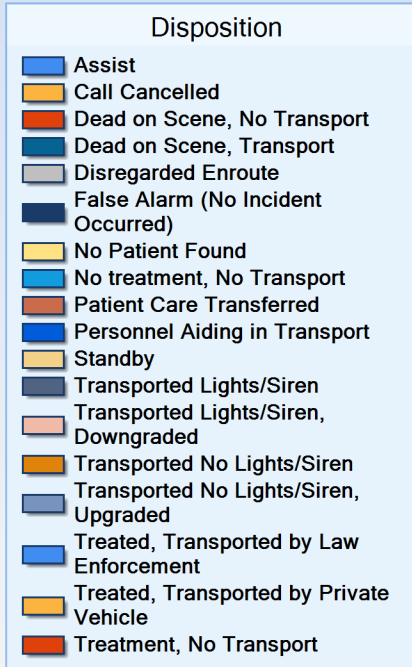 Disposition
Assist
Call Cancelled
Dead on Scene, No Transport
Dead on Scene, Transport
Disregarded Enroute
False Alarm (No Incident
Occurred)
No Patient Found
No treatment, No Transport
Patient Care Transferred
Personnel Aiding in Transport
Standby
Transported Lights/Siren
Transported Lights/Siren,
Downgraded
Transported No Lights/Siren
Transported No Lights/Siren,
Upgraded
Treated, Transported by Law
Enforcement
Treated, Transported by Private
Vehicle
Treatment, No Transport